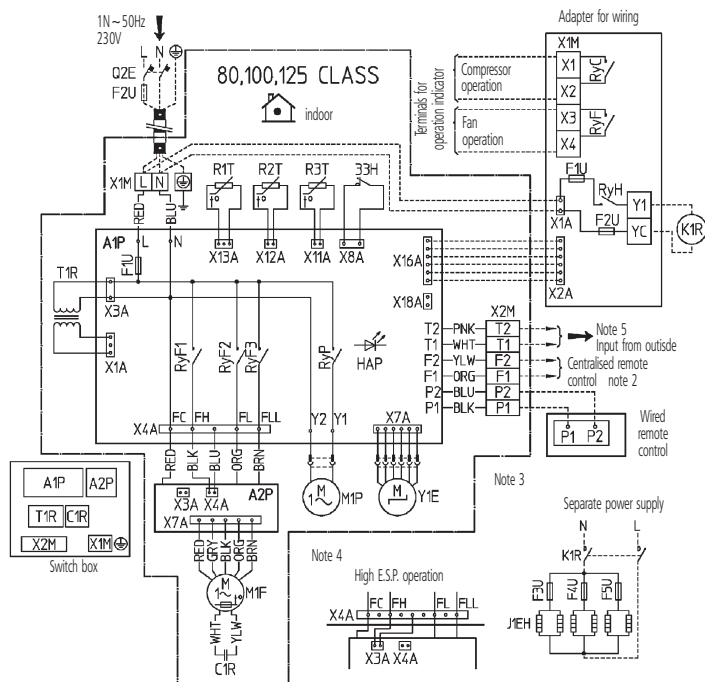 1N~50Hz
230V
L N
Q2E
F2U
80,100,125 CLASS
indoor
Terminals for
operation indicator
Compressor
operation
Fan
operation
Adapter for wiring
X1M
X1
X2
X3
X4
RyC
RyF
F1U
RyH
X1A
F2U
Y1
YC
K1R
X2A
X1M L N
RED
BLU
R1T
R2T
R3T
33H
X13A
X12A
X11A
X8A
A1P
L
N
F1U
T1R
X3A
X1A
X16A
X18A
RyF1
RyF2
RyF3
RyP
HAP
X2M
T2 PNK T2
T1 WHT T1
F2 YLW F2
F1 ORG F1
P2 BLU P2
P1 BLK P1
Note 5
Input from outisde
Centralised remote
control note 2
P1 P2
Wired
remote
control
X4A
FC FH FL FLL
Y2 Y1
X7A
RED
BLK
BLU
ORG
BRN
A2P
X3A X4A
X7A
RED
GRY
BLK
ORG
BRN
M
1~
M1F
WHT
YLW
C1R
M
1~
M1P
M
Y1E
A1P A2P
T1R C1R
X2M X1M
Switch box
Note 3
Note 4
High E.S.P. operation
X4A
FC FH FL FLL
X3A X4A
Separate power supply
N L
K1R
F3U
F4U
F5U
J1EH